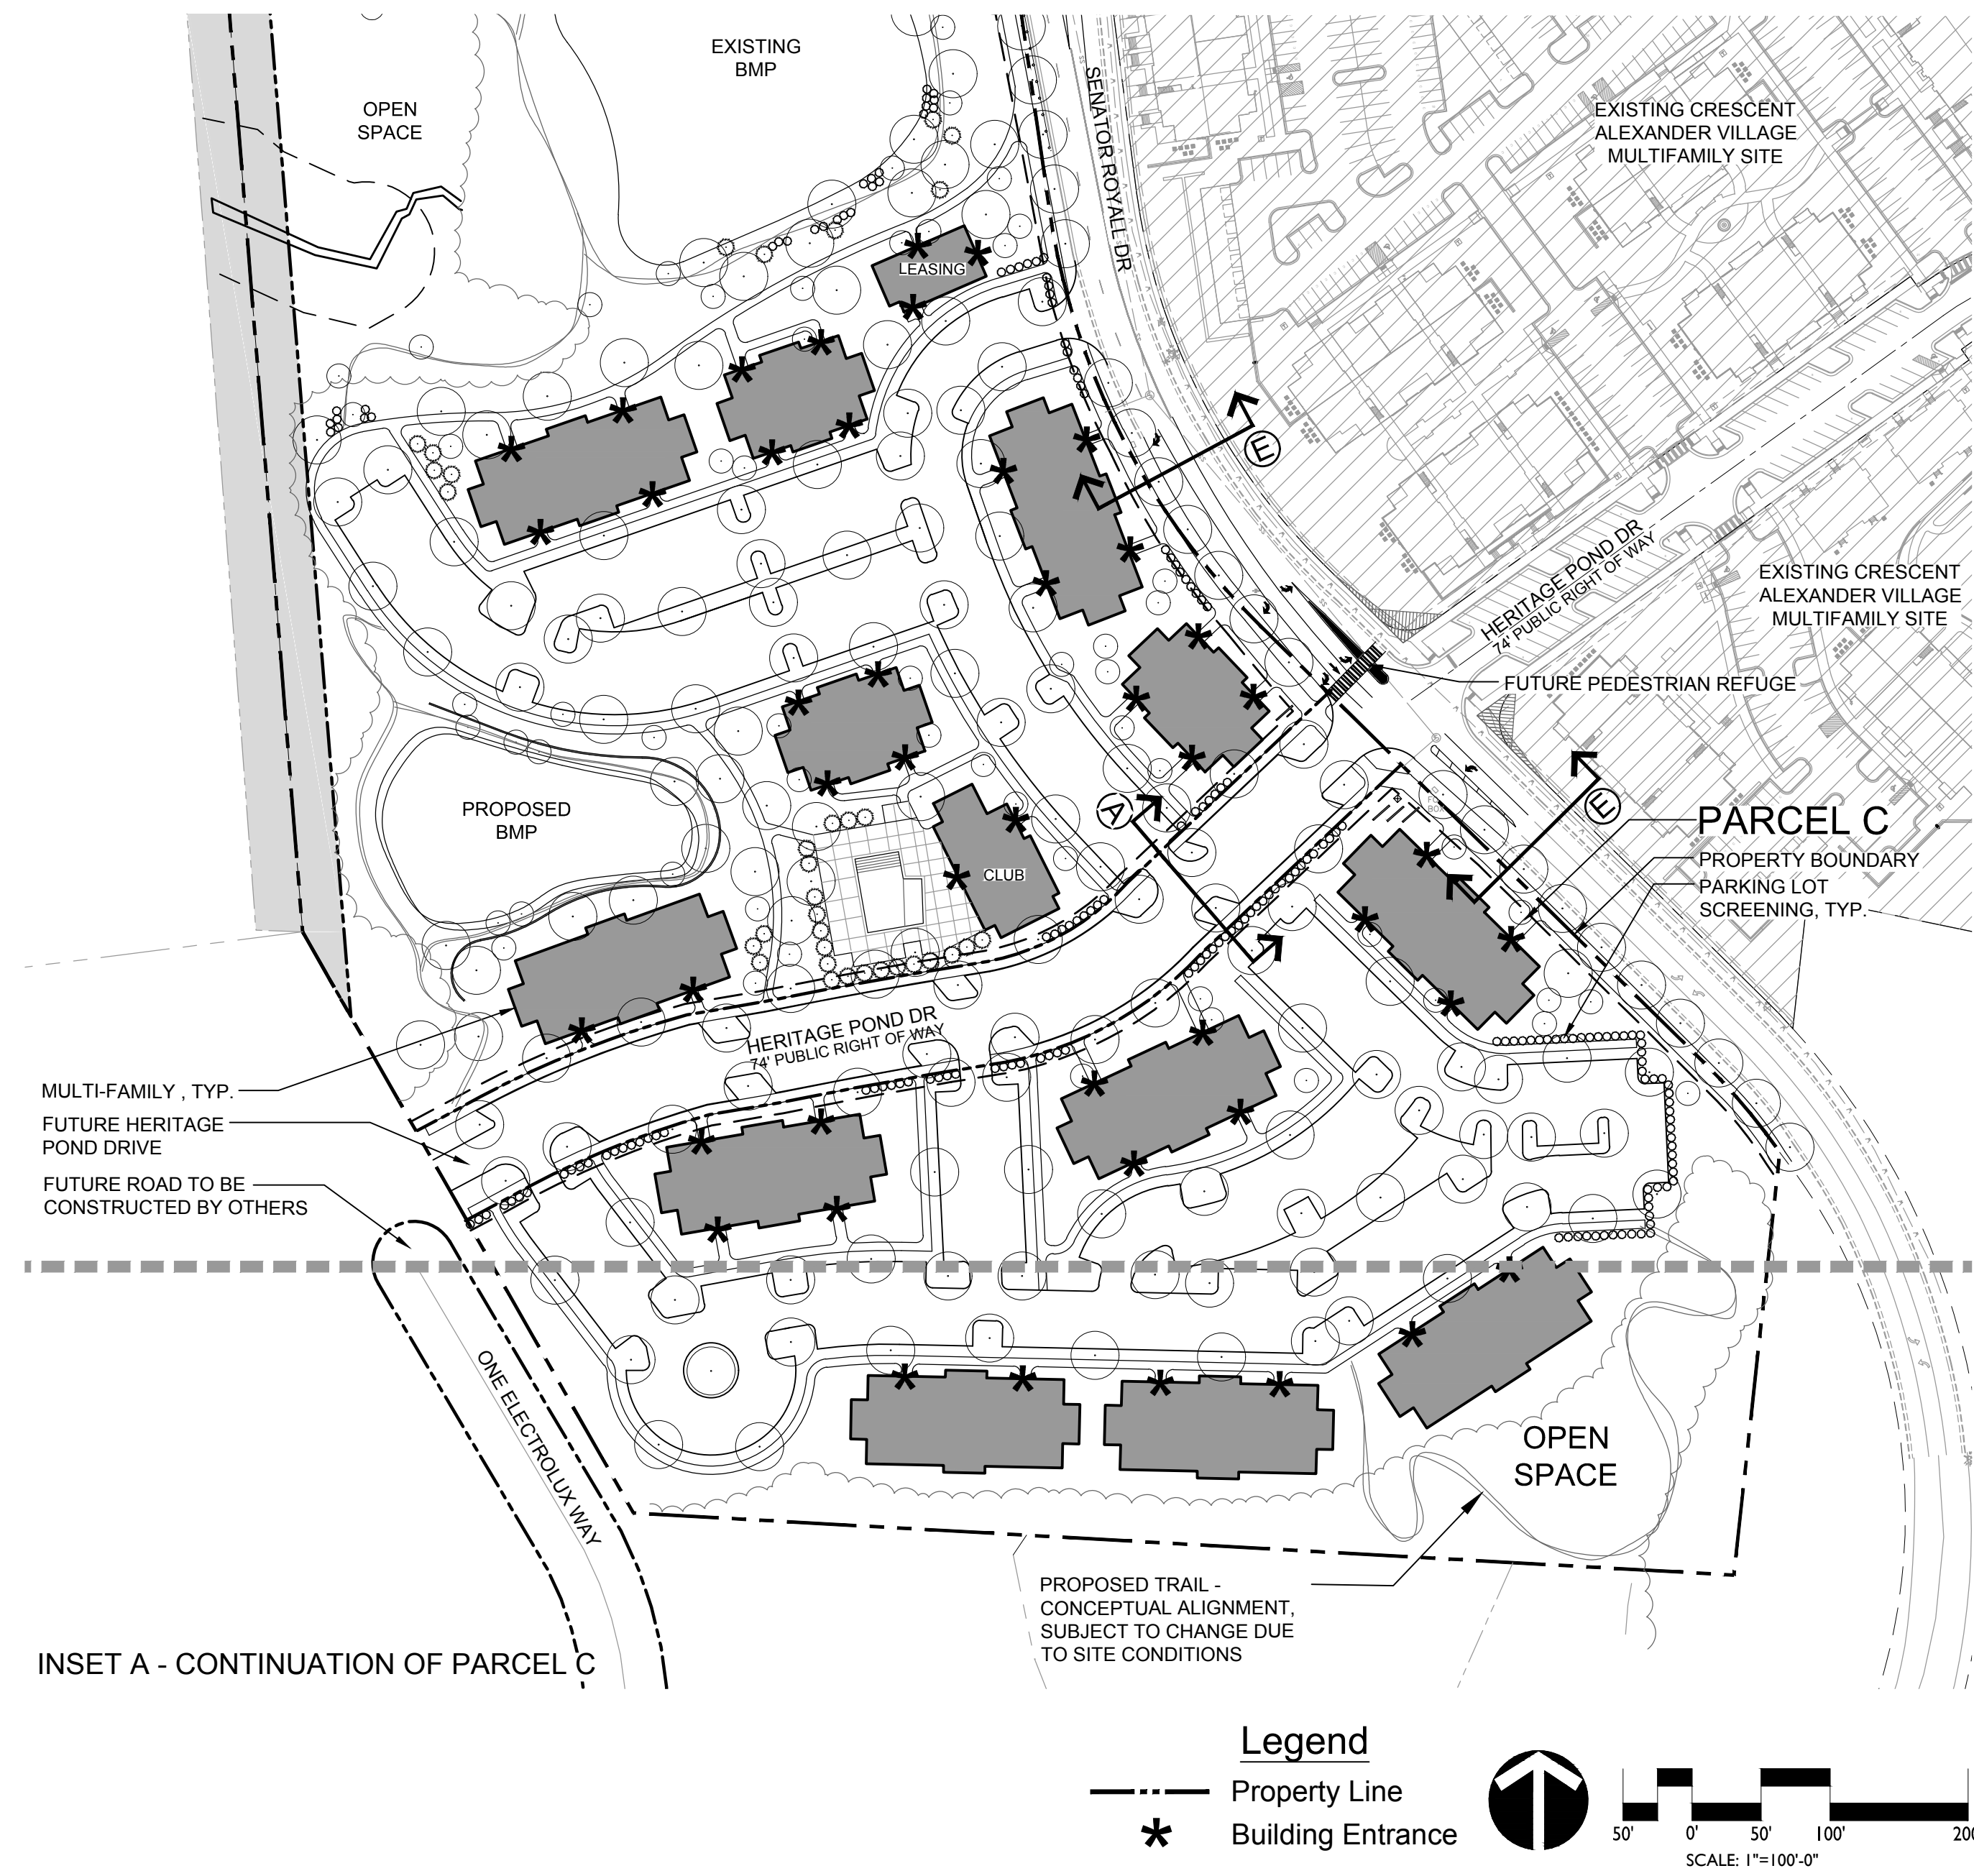 EXISTING
BMP
OPEN
SPACE
SENATOR ROYALL DR
EXISTING CRESCENT
ALEXANDER VILLAGE
MULTIFAMILY SITE
LEASING
E
HERITAGE POND DR
74' PUBLIC RIGHT OF WAY
EXISTING CRESCENT
ALEXANDER VILLAGE
MULTIFAMILY SITE
FUTURE PEDESTRIAN REFUGE
PROPOSED
BMP
A
E
PARCEL C
PROPERTY BOUNDARY
PARKING LOT
SCREENING, TYP.
CLUB
HERITAGE POND DR
74' PUBLIC RIGHT OF WAY
MULTI-FAMILY , TYP.
FUTURE HERITAGE
POND DRIVE
FUTURE ROAD TO BE
CONSTRUCTED BY OTHERS
ONE ELECTROLUX WAY
OPEN
SPACE
PROPOSED TRAIL -
CONCEPTUAL ALIGNMENT,
SUBJECT TO CHANGE DUE
TO SITE CONDITIONS
INSET A - CONTINUATION OF PARCEL C
Legend
Property Line
Building Entrance
50' 0' 50' 100' 200
SCALE: 1"=100'-0"